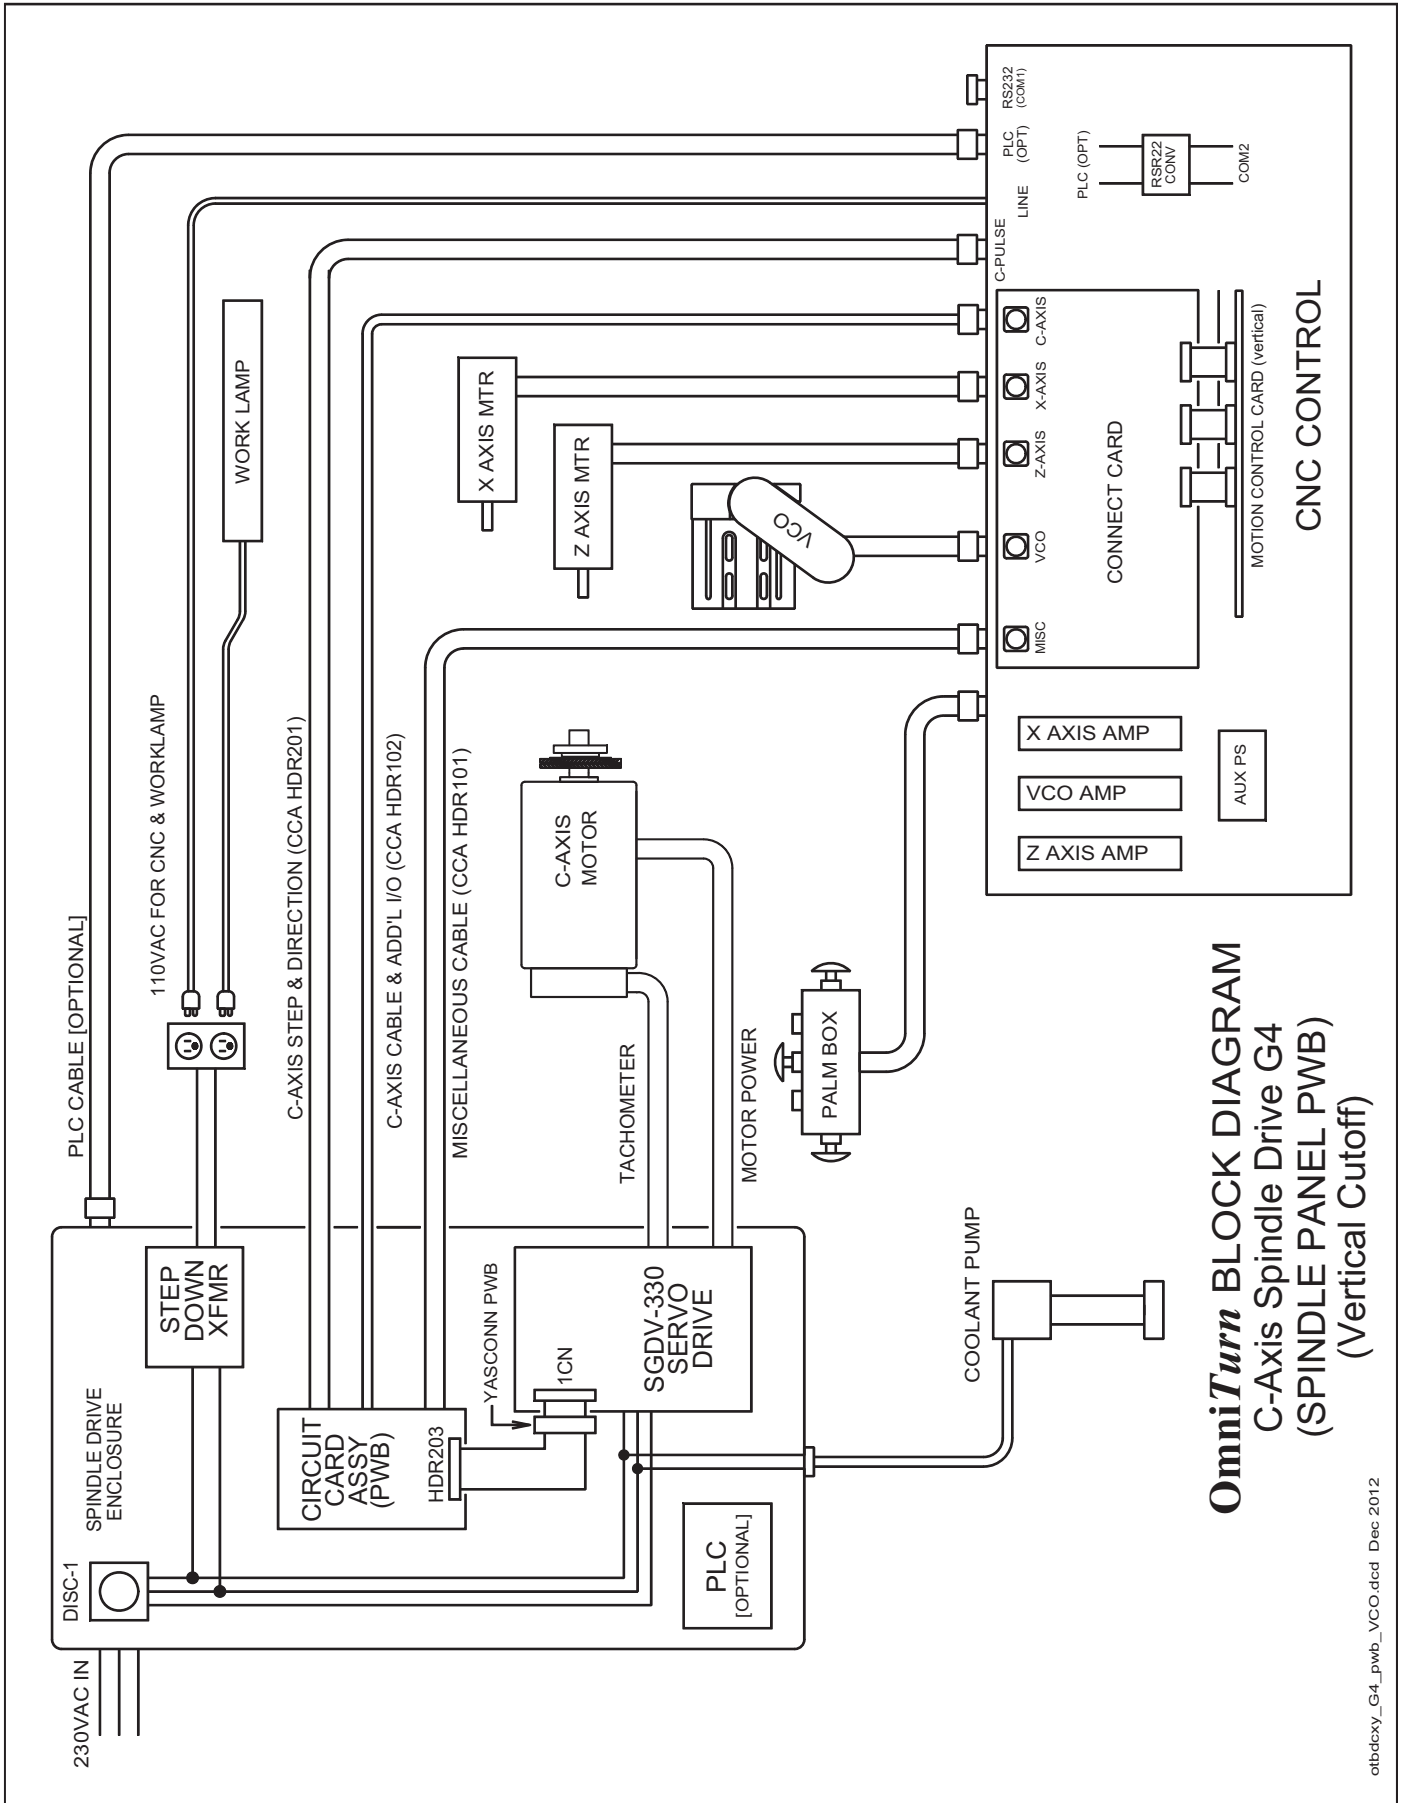 230VAC IN
DISC-1
SPINDLE DRIVE
ENCLOSURE
STEP
DOWN
XFMR
PLC CABLE [OPTIONAL]
110VAC FOR CNC & WORKLAMP
WORK LAMP
CIRCUIT
CARD
ASSY
(PWB)
HDR203
C-AXIS STEP & DIRECTION (CCA HDR201)
C-AXIS CABLE & ADD'L I/O (CCA HDR102)
MISCELLANEOUS CABLE (CCA HDR101)
YASCONN PWB
1CN
SGDV-330
SERVO
DRIVE
PLC
[OPTIONAL]
TACHOMETER
MOTOR POWER
C-AXIS
MOTOR
X AXIS MTR
Z AXIS MTR
VCO
PALM BOX
COOLANT PUMP
RS232
(COM1)
PLC
(OPT)
LINE
C-PULSE
C-AXIS
X-AXIS
Z-AXIS
VCO
MISC
CONNECT CARD
PLC (OPT)
RSR22
CONV
COM2
MOTION CONTROL CARD (vertical)
X AXIS AMP
VCO AMP
Z AXIS AMP
AUX PS
CNC CONTROL
OmniTurn BLOCK DIAGRAM
C-Axis Spindle Drive G4
(SPINDLE PANEL PWB)
(Vertical Cutoff)
otbdcxy_G4_pwb_VCO.dcd Dec 2012